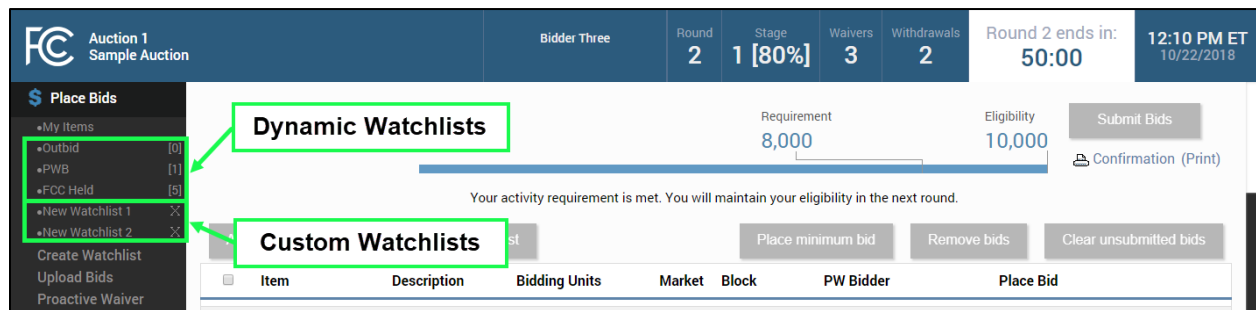 FCC
Auction 1
Sample Auction
Bidder Three
Round
2
Stage
1 [80%]
Waivers
3
Withdrawals
2
Round 2 ends in:
50:00
12:10 PM ET
10/22/2018
$ Place Bids
•My Items
•Outbid [0]
•PWB [1]
•FCC Held [5]
•New Watchlist 1 X
•New Watchlist 2 X
Create Watchlist
Upload Bids
Proactive Waiver
Dynamic Watchlists
Custom Watchlists
Requirement
8,000
Eligibility
10,000
Submit Bids
Confirmation (Print)
Your activity requirement is met. You will maintain your eligibility in the next round.
Place minimum bid
Remove bids
Clear unsubmitted bids
Item Description Bidding Units Market Block PW Bidder Place Bid